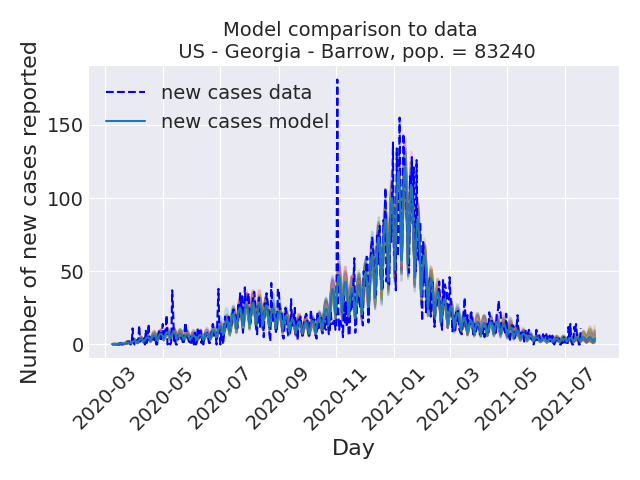 Model comparison to data
US - Georgia - Barrow, pop. = 83240
Number of new cases reported
new cases data
new cases model
150
100
50
0
2020-03
2020-05
2020-07
2020-09
2020-11
2021-01
2021-03
2021-05
2021-07
Day